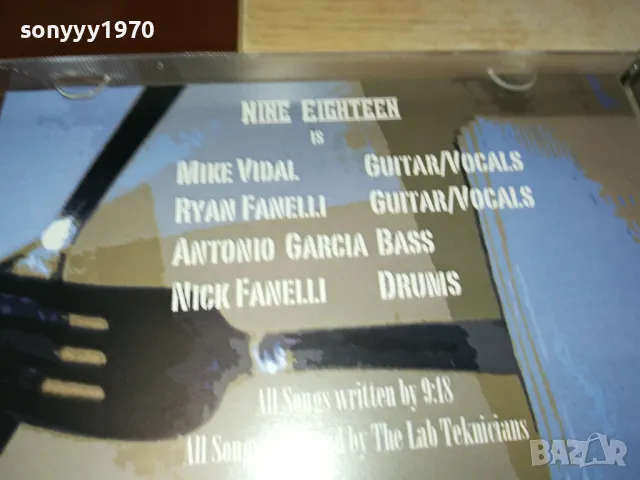 sonyyy1970
NINE EIGHTEEN
IS
MIKE VIDAL GUITAR/VOCALS
RYAN FANELLI GUITAR/VOCALS
ANTONIO GARCIA BASS
NICK FANELLI DRUMS
All Songs written by 9:18
All Songs by The Lab Teknicians
BAZAR